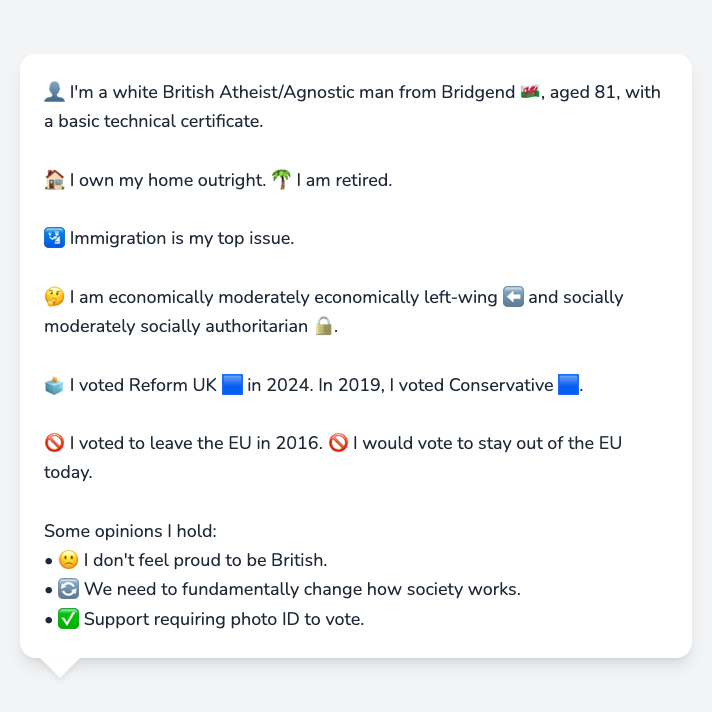 👤 I'm a white British Atheist/Agnostic man from Bridgend 🏴󠁧󠁢󠁷󠁬󠁳󠁿, aged 81, with
a basic technical certificate.
🏠 I own my home outright. 🌴 I am retired.
🛂 Immigration is my top issue.
🤔 I am economically moderately economically left-wing ⬅️ and socially
moderately socially authoritarian 🔒.
🗳️ I voted Reform UK 🟦 in 2024. In 2019, I voted Conservative 🟦.
🚫 I voted to leave the EU in 2016. 🚫 I would vote to stay out of the EU
today.
Some opinions I hold:
• 🙁 I don't feel proud to be British.
• 🔄 We need to fundamentally change how society works.
• ✅ Support requiring photo ID to vote.